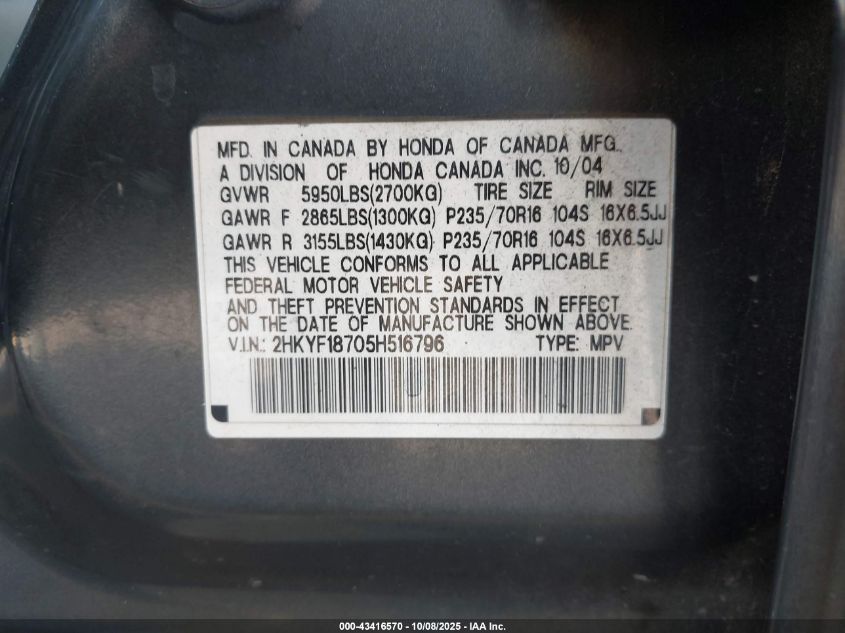 MFD. IN CANADA BY HONDA OF CANADA MFG.,
A DIVISION OF HONDA CANADA INC. 10/04
GVWR 5950LBS(2700KG) TIRE SIZE RIM SIZE
GAWR F 2865LBS(1300KG) P235/70R16 104S 16X6.5JJ
GAWR R 3155LBS(1430KG) P235/70R16 104S 16X6.5JJ
THIS VEHICLE CONFORMS TO ALL APPLICABLE
FEDERAL MOTOR VEHICLE SAFETY
AND THEFT PREVENTION STANDARDS IN EFFECT
ON THE DATE OF MANUFACTURE SHOWN ABOVE.
V.I.N.: 2HKYF18705H516796 TYPE: MPV
000-43416570 - 10/08/2025 - IAA Inc.